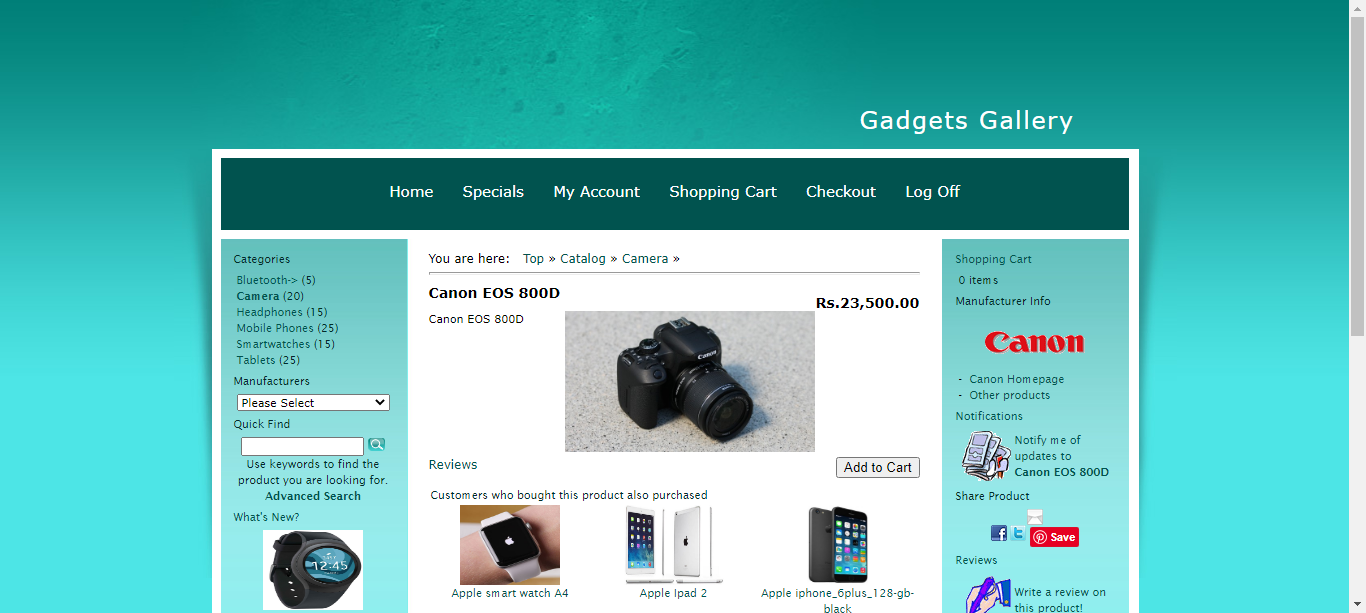 Gadgets Gallery
Home Specials My Account Shopping Cart Checkout Log Off
Categories
Bluetooth-> (5)
Camera (20)
Headphones (15)
Mobile Phones (25)
Smartwatches (15)
Tablets (25)
Manufacturers
Please Select
Quick Find
Use keywords to find the
product you are looking for.
Advanced Search
What's New?
12:45
You are here: Top » Catalog » Camera »
Canon EOS 800D
Rs.23,500.00
Canon EOS 800D
Canon
Reviews
Add to Cart
Customers who bought this product also purchased
Apple smart watch A4
Apple Ipad 2
Apple iphone_6plus_128-gb-
black
Shopping Cart
0 items
Manufacturer Info
Canon
- Canon Homepage
- Other products
Notifications
Notify me of
updates to
Canon EOS 800D
Share Product
Save
Reviews
Write a review on
this product!